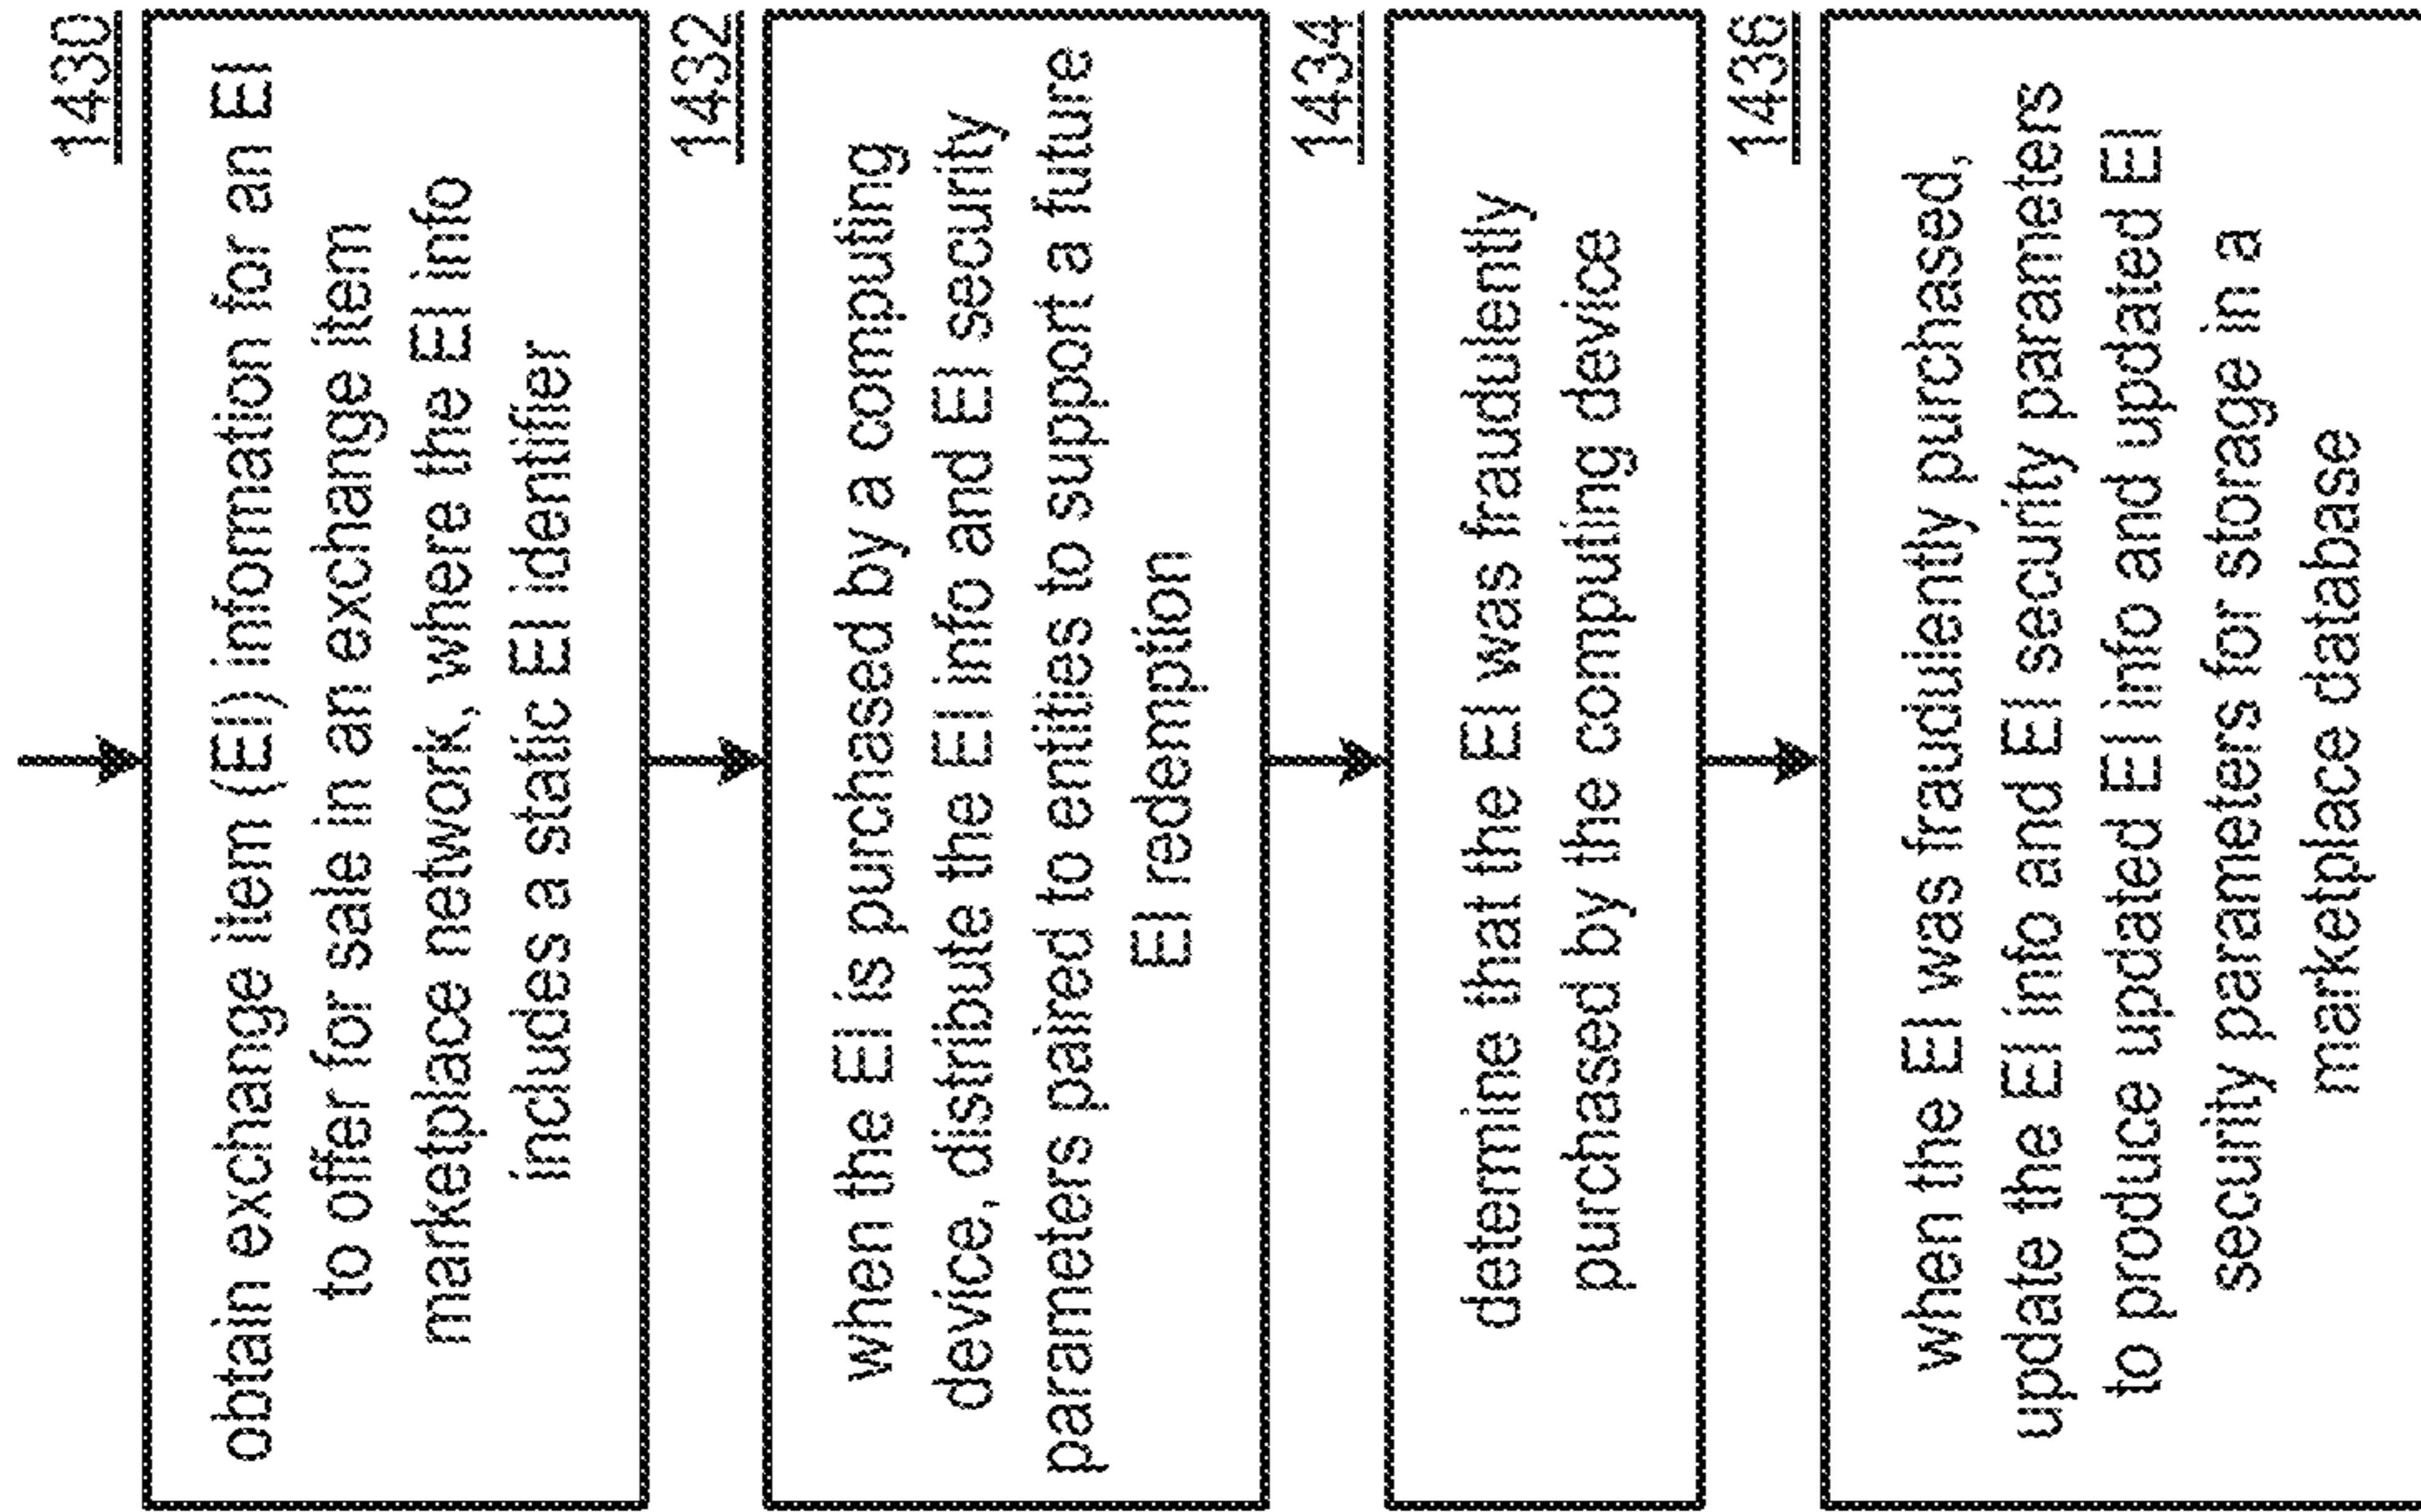 1430
obtain exchange item (EI) information for an EI
to offer for sale in an exchange item
marketplace network, where the EI info
includes a static EI identifier
1432
when the EI is purchased by a computing
device, distribute the EI info and EI security
parameters paired to entities to support a future
EI redemption
1434
determine that the EI was fraudulently
purchased by the computing device
1436
when the EI was fraudulently purchased,
update the EI info and EI security parameters
to produce updated EI info and updated EI
security parameters for storage in a
marketplace database